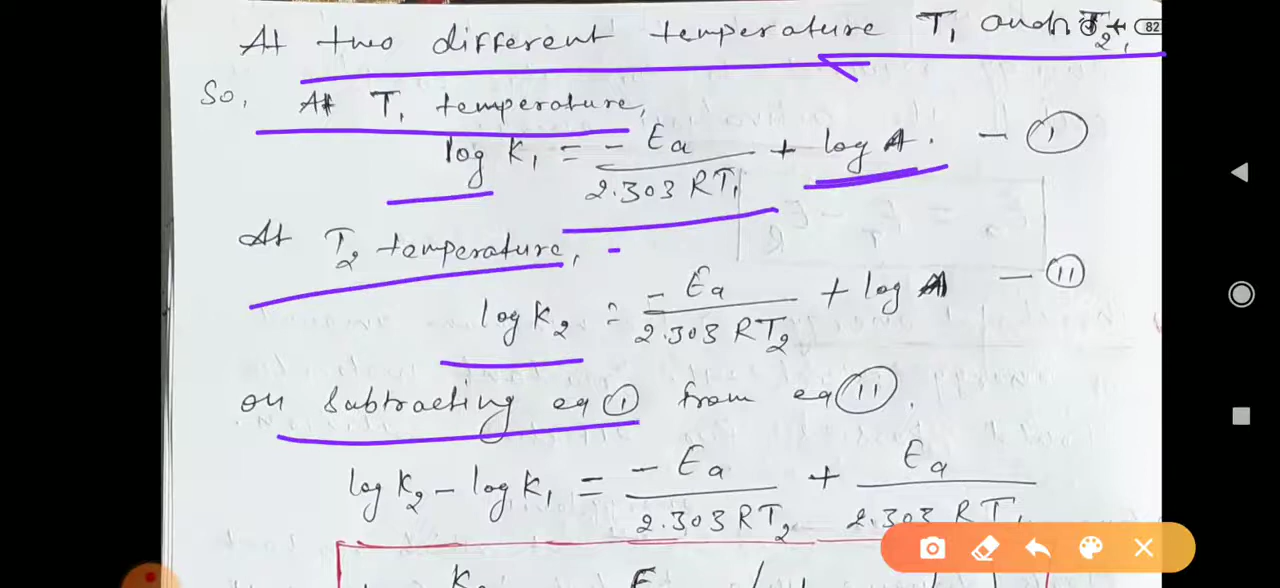 At two different temperature T₁ and T₂,
82
So, At T₁ temperature,
log K₁ = -Ea / 2.303 RT₁ + log A. — (I)
At T₂ temperature,
log K₂ = -Ea / 2.303 RT₂ + log A — (II)
on subtracting eq (I) from eq (II).
log K₂ - log K₁ = -Ea / 2.303 RT₂ + Ea / 2.303 RT₁